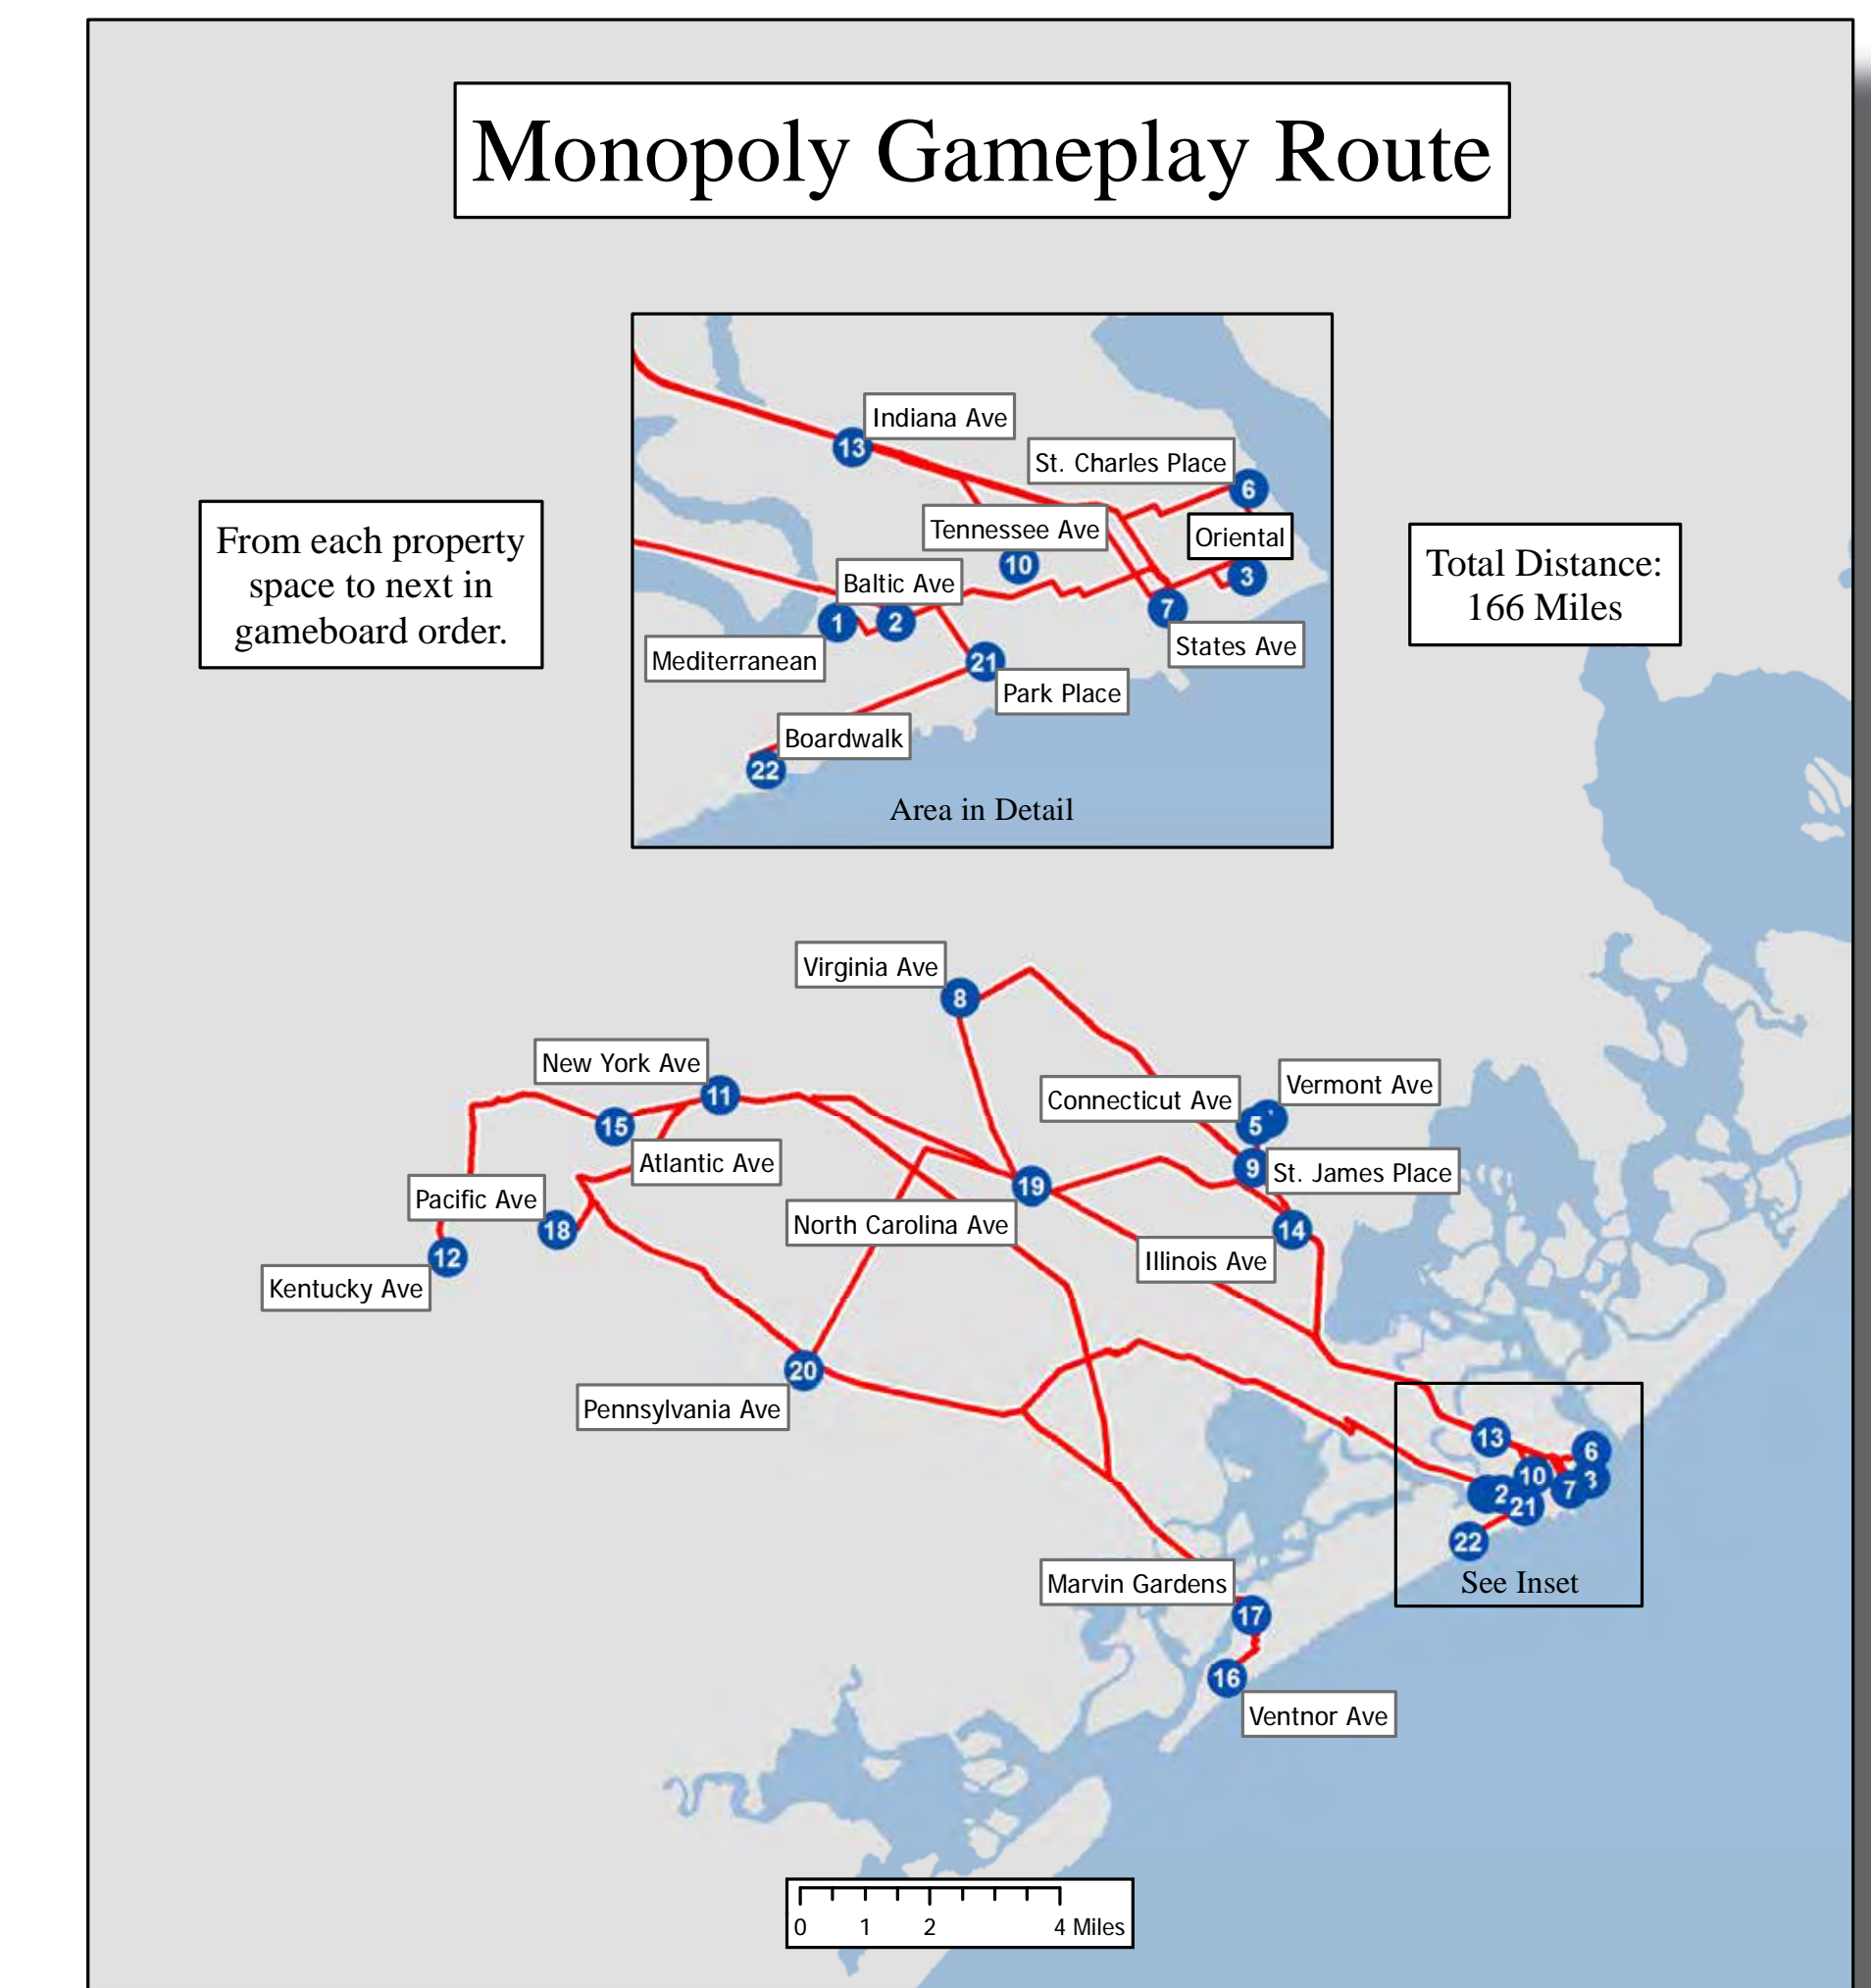 Monopoly Gameplay Route
From each property
space to next in
gameboard order.
Total Distance:
166 Miles
Indiana Ave
13
St. Charles Place
6
Tennessee Ave
10
Oriental
3
Baltic Ave
1
2
7
Mediterranean
States Ave
21
Park Place
Boardwalk
22
Area in Detail
Virginia Ave
8
New York Ave
11
Connecticut Ave
Vermont Ave
5
15
Atlantic Ave
9
St. James Place
Pacific Ave
18
19
North Carolina Ave
14
12
Illinois Ave
Kentucky Ave
20
Pennsylvania Ave
13
6
10
3
2
7
21
22
See Inset
Marvin Gardens
17
16
Ventnor Ave
0 1 2 4 Miles